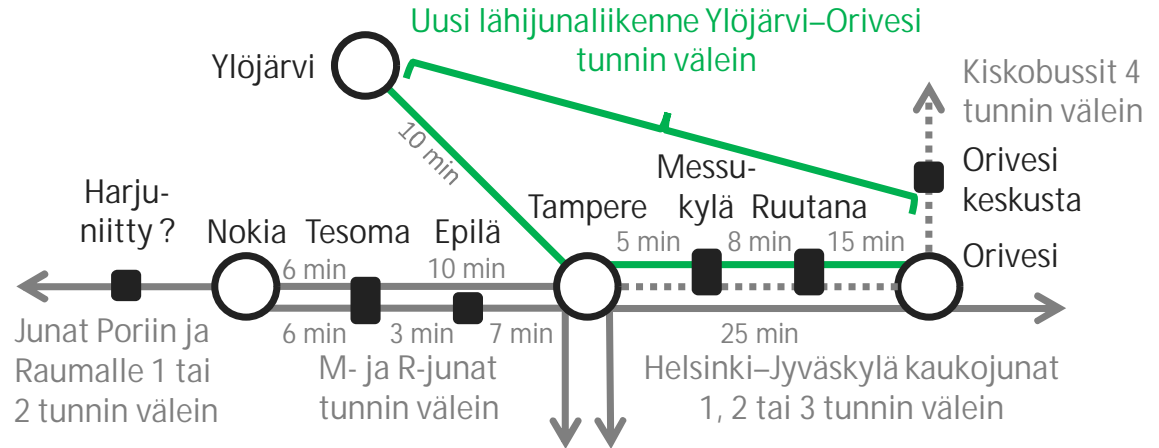 Uusi lähijunaliikenne Ylöjärvi–Orivesi
tunnin välein
Ylöjärvi
Kiskobussit 4
tunnin välein
10 min
Messu-
kylä
Ruutana
Orivesi
keskusta
Harju-
niitty ?
Nokia
Tesoma
Epilä
Tampere
5 min
8 min
15 min
Orivesi
6 min
10 min
6 min
3 min
7 min
25 min
Junat Poriin ja
Raumalle 1 tai
2 tunnin välein
M- ja R-junat
tunnin välein
Helsinki–Jyväskylä kaukojunat
1, 2 tai 3 tunnin välein